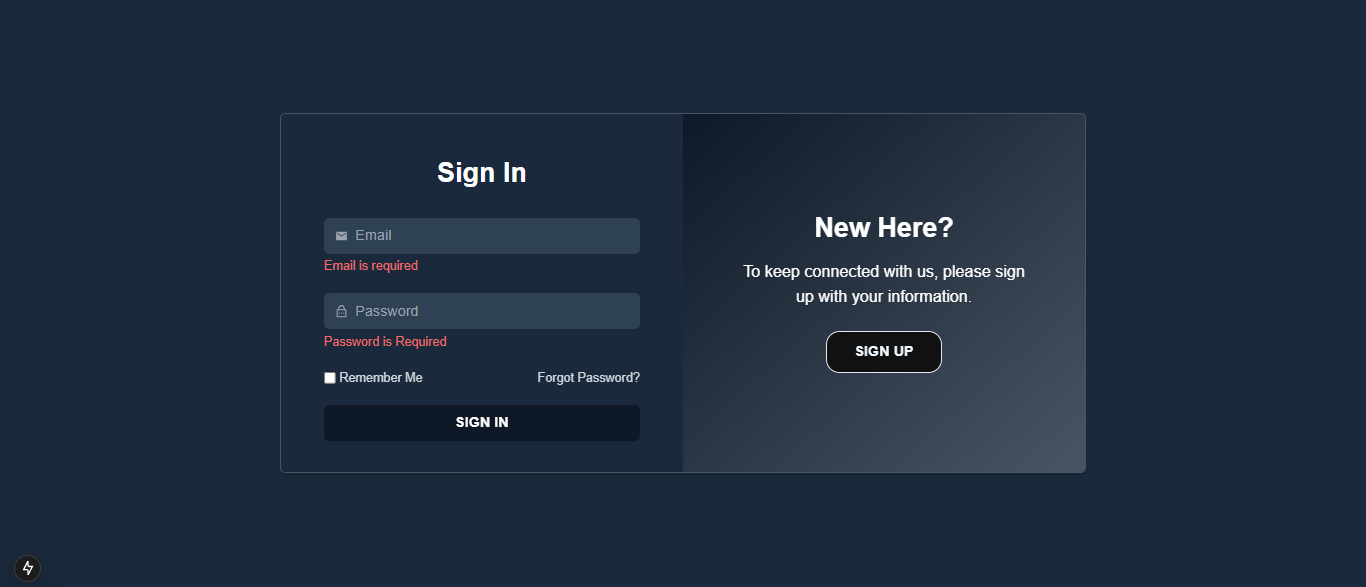 Sign In
Email
Email is required
Password
Password is Required
Remember Me
Forgot Password?
SIGN IN
New Here?
To keep connected with us, please sign
up with your information.
SIGN UP